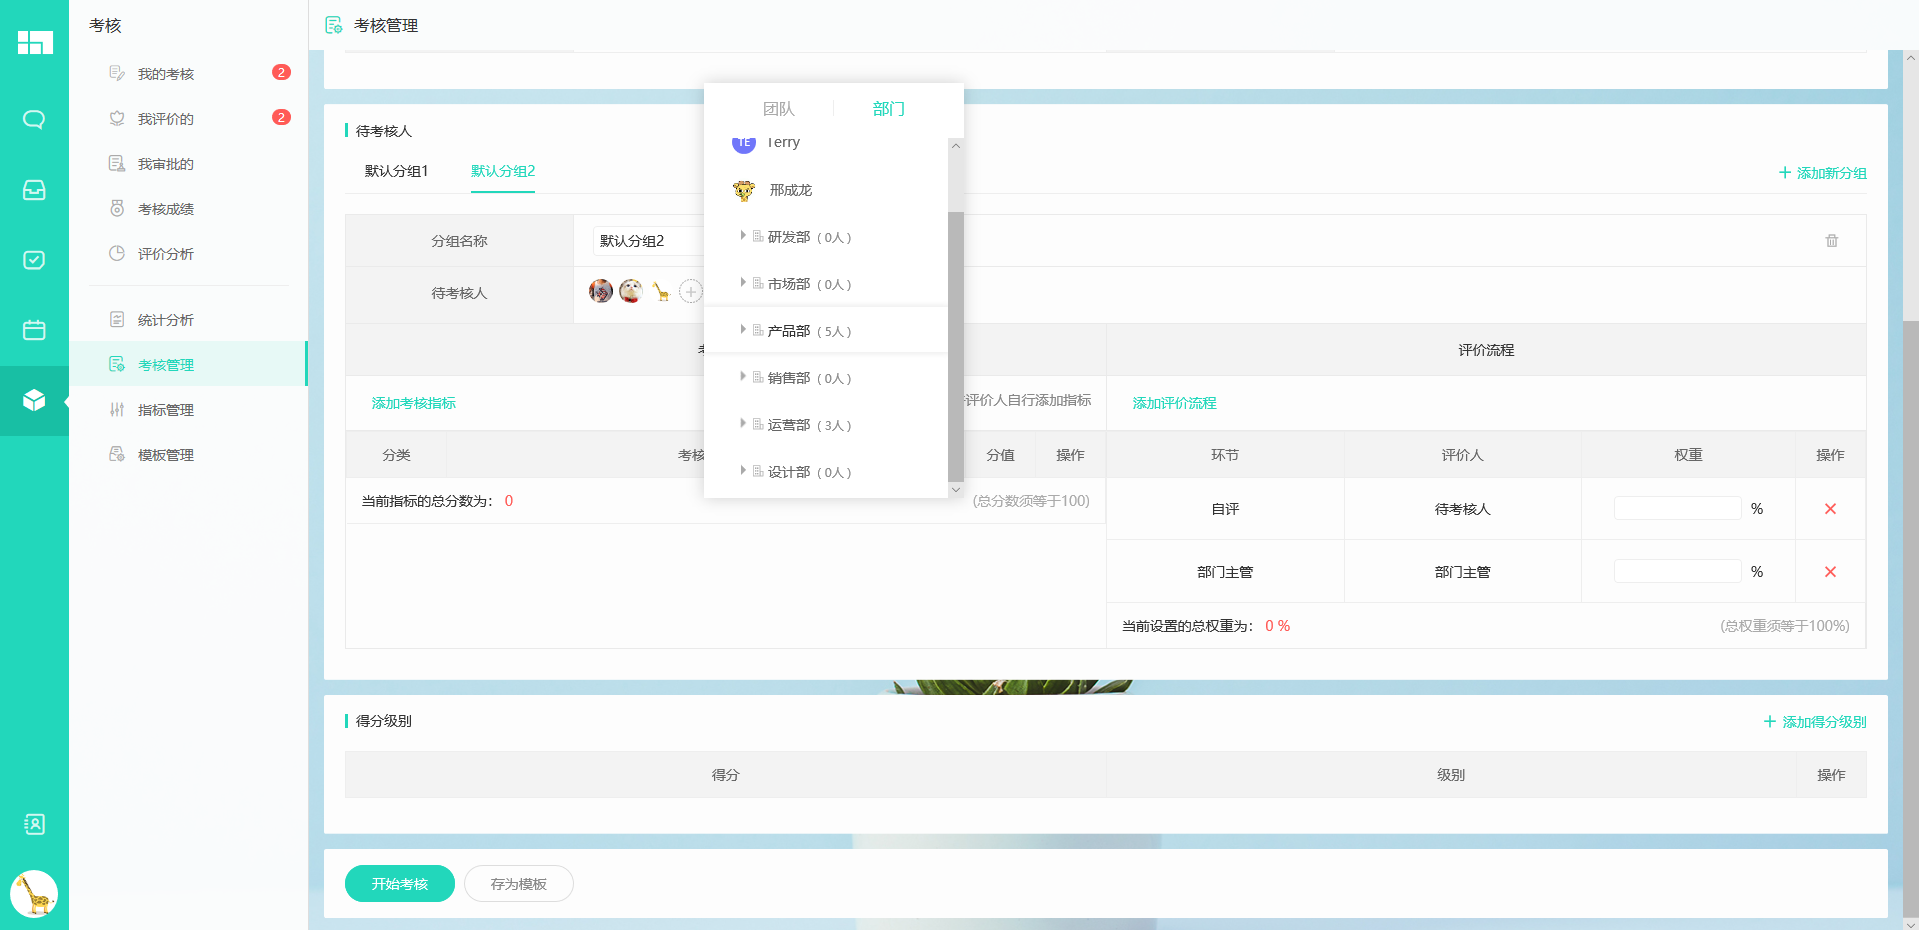 考核
我的考核 2
我评价的 2
我审批的
考核成绩
评价分析
统计分析
考核管理
指标管理
模板管理
考核管理
待考核人
默认分组1 默认分组2
添加新分组
分组名称 默认分组2
待考核人
团队 部门
TE Terry
邢成龙
研发部 (0人)
市场部 (0人)
产品部 (5人)
销售部 (0人)
运营部 (3人)
设计部 (0人)
评价流程
添加考核指标
评价人自行添加指标
添加评价流程
分类 考核 分值 操作
当前指标的总分数为: 0 (总分数须等于100)
环节 评价人 权重 操作
自评 待考核人 %
部门主管 部门主管 %
当前设置的总权重为: 0 % (总权重须等于100%)
得分级别
添加得分级别
得分 级别 操作
开始考核 存为模板